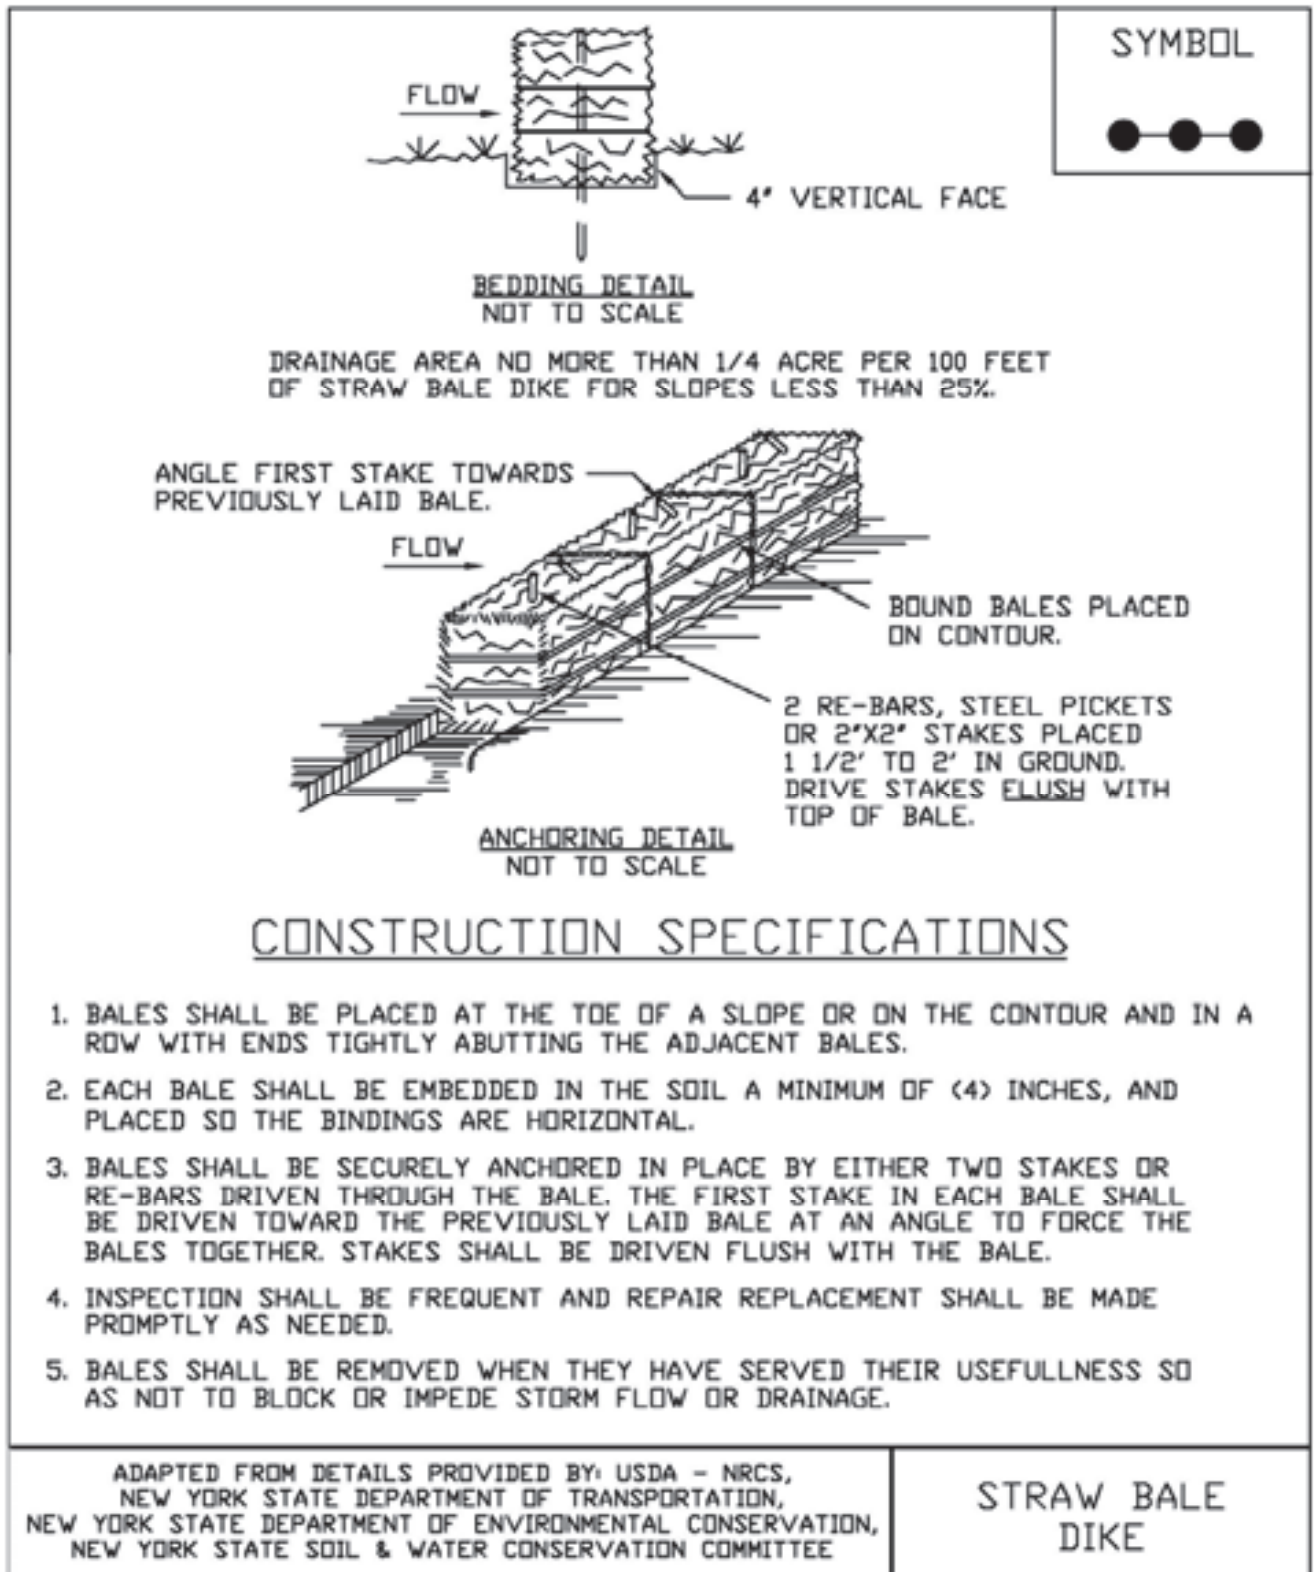 SYMBOL
FLOW
4" VERTICAL FACE
BEDDING DETAIL
NOT TO SCALE
DRAINAGE AREA NO MORE THAN 1/4 ACRE PER 100 FEET
OF STRAW BALE DIKE FOR SLOPES LESS THAN 25%.
ANGLE FIRST STAKE TOWARDS
PREVIOUSLY LAID BALE.
FLOW
BOUND BALES PLACED
ON CONTOUR.
2 RE-BARS, STEEL PICKETS
OR 2"X2" STAKES PLACED
1 1/2' TO 2' IN GROUND.
DRIVE STAKES FLUSH WITH
TOP OF BALE.
ANCHORING DETAIL
NOT TO SCALE
CONSTRUCTION SPECIFICATIONS
1. BALES SHALL BE PLACED AT THE TOE OF A SLOPE OR ON THE CONTOUR AND IN A
ROW WITH ENDS TIGHTLY ABUTTING THE ADJACENT BALES.
2. EACH BALE SHALL BE EMBEDDED IN THE SOIL A MINIMUM OF (4) INCHES, AND
PLACED SO THE BINDINGS ARE HORIZONTAL.
3. BALES SHALL BE SECURELY ANCHORED IN PLACE BY EITHER TWO STAKES OR
RE-BARS DRIVEN THROUGH THE BALE. THE FIRST STAKE IN EACH BALE SHALL
BE DRIVEN TOWARD THE PREVIOUSLY LAID BALE AT AN ANGLE TO FORCE THE
BALES TOGETHER. STAKES SHALL BE DRIVEN FLUSH WITH THE BALE.
4. INSPECTION SHALL BE FREQUENT AND REPAIR REPLACEMENT SHALL BE MADE
PROMPTLY AS NEEDED.
5. BALES SHALL BE REMOVED WHEN THEY HAVE SERVED THEIR USEFULLNESS SO
AS NOT TO BLOCK OR IMPEDE STORM FLOW OR DRAINAGE.
ADAPTED FROM DETAILS PROVIDED BY: USDA - NRCS,
NEW YORK STATE DEPARTMENT OF TRANSPORTATION,
NEW YORK STATE DEPARTMENT OF ENVIRONMENTAL CONSERVATION,
NEW YORK STATE SOIL & WATER CONSERVATION COMMITTEE
STRAW BALE
DIKE